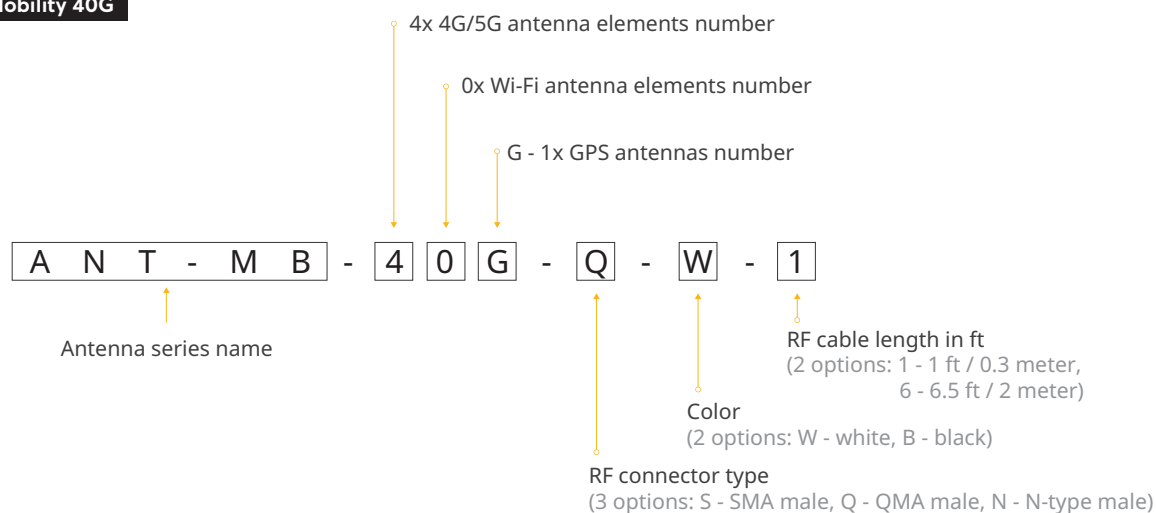 Mobility 40G
4x 4G/5G antenna elements number
0x Wi-Fi antenna elements number
G - 1x GPS antennas number
A N T - M B - 4 0 G - Q - W - 1
Antenna series name
RF cable length in ft
(2 options: 1 - 1 ft / 0.3 meter,
6 - 6.5 ft / 2 meter)
Color
(2 options: W - white, B - black)
RF connector type
(3 options: S - SMA male, Q - QMA male, N - N-type male)